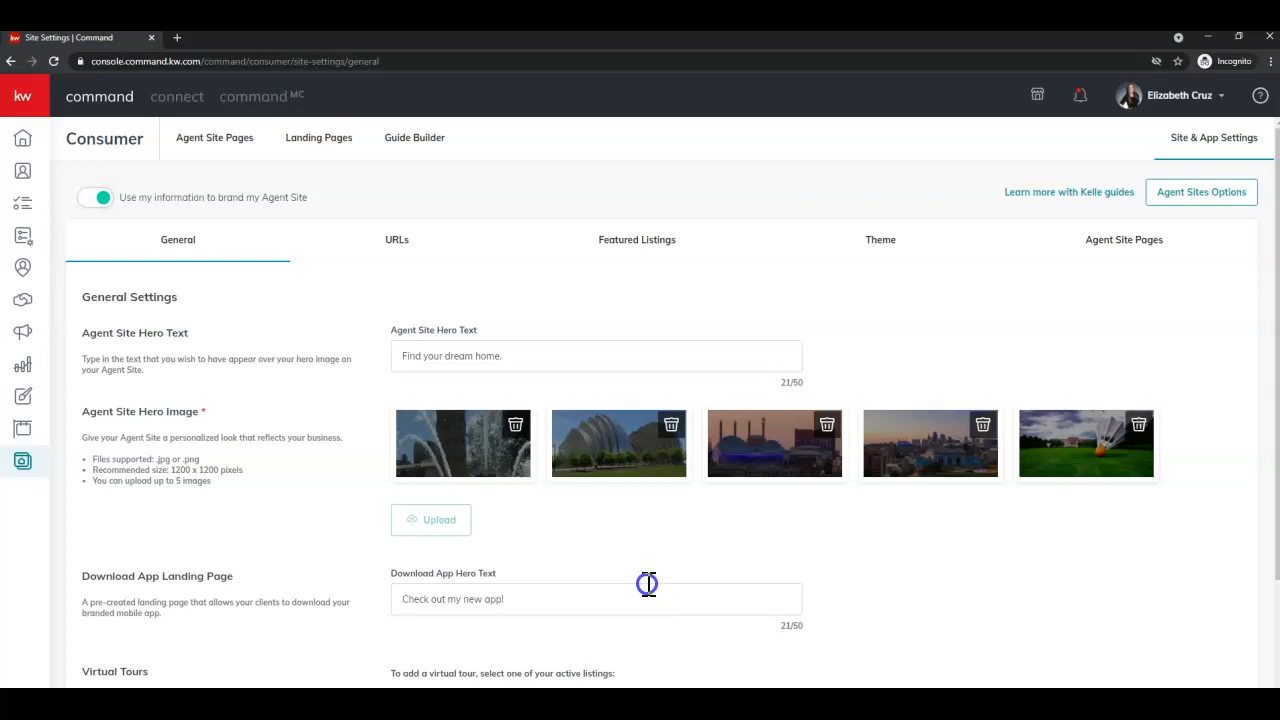 Site Settings | Command
console.command.kw.com/command/consumer/site-settings/general
Incognito
kw
command
connect
command MC
Elizabeth Cruz
Consumer
Agent Site Pages
Landing Pages
Guide Builder
Site & App Settings
Use my information to brand my Agent Site
Learn more with Kelle guides
Agent Sites Options
General
URLs
Featured Listings
Theme
Agent Site Pages
General Settings
Agent Site Hero Text
Type in the text that you wish to have appear over your hero image on
your Agent Site.
Agent Site Hero Text
Find your dream home.
21/50
Agent Site Hero Image *
Give your Agent Site a personalized look that reflects your business.
• Files supported: .jpg or .png
• Recommended size: 1200 x 1200 pixels
• You can upload up to 5 images
Upload
Download App Landing Page
A pre-created landing page that allows your clients to download your
branded mobile app.
Download App Hero Text
Check out my new app!
21/50
Virtual Tours
To add a virtual tour, select one of your active listings: